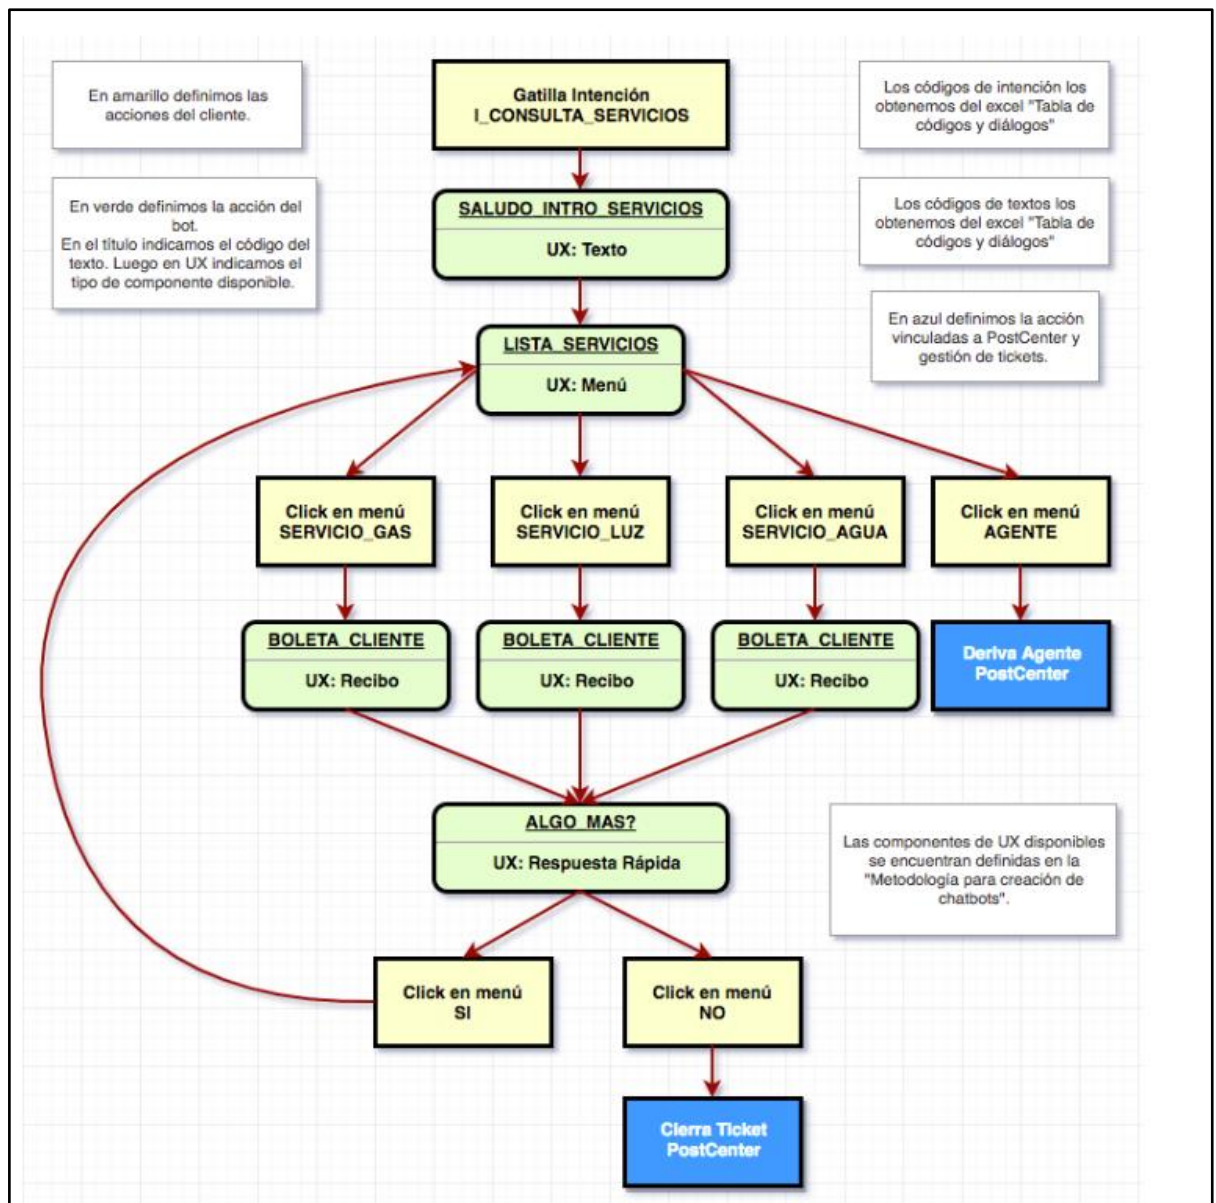 En amarillo definimos las
acciones del cliente.
Gatilla Intención
I_CONSULTA_SERVICIOS
Los códigos de intención los
obtenemos del excel "Tabla de
códigos y diálogos"
En verde definimos la acción del
bot.
En el título indicamos el código del
texto. Luego en UX indicamos el
tipo de componente disponible.
SALUDO_INTRO_SERVICIOS
UX: Texto
Los códigos de textos los
obtenemos del excel "Tabla de
códigos y diálogos"
En azul definimos la acción
vinculadas a PostCenter y
gestión de tickets.
LISTA_SERVICIOS
UX: Menú
Click en menú
SERVICIO_GAS
Click en menú
SERVICIO_LUZ
Click en menú
SERVICIO_AGUA
Click en menú
AGENTE
BOLETA_CLIENTE
UX: Recibo
BOLETA_CLIENTE
UX: Recibo
BOLETA_CLIENTE
UX: Recibo
Deriva Agente
PostCenter
ALGO_MAS?
UX: Respuesta Rápida
Las componentes de UX disponibles
se encuentran definidas en la
"Metodología para creación de
chatbots".
Click en menú
SI
Click en menú
NO
Cierra Ticket
PostCenter